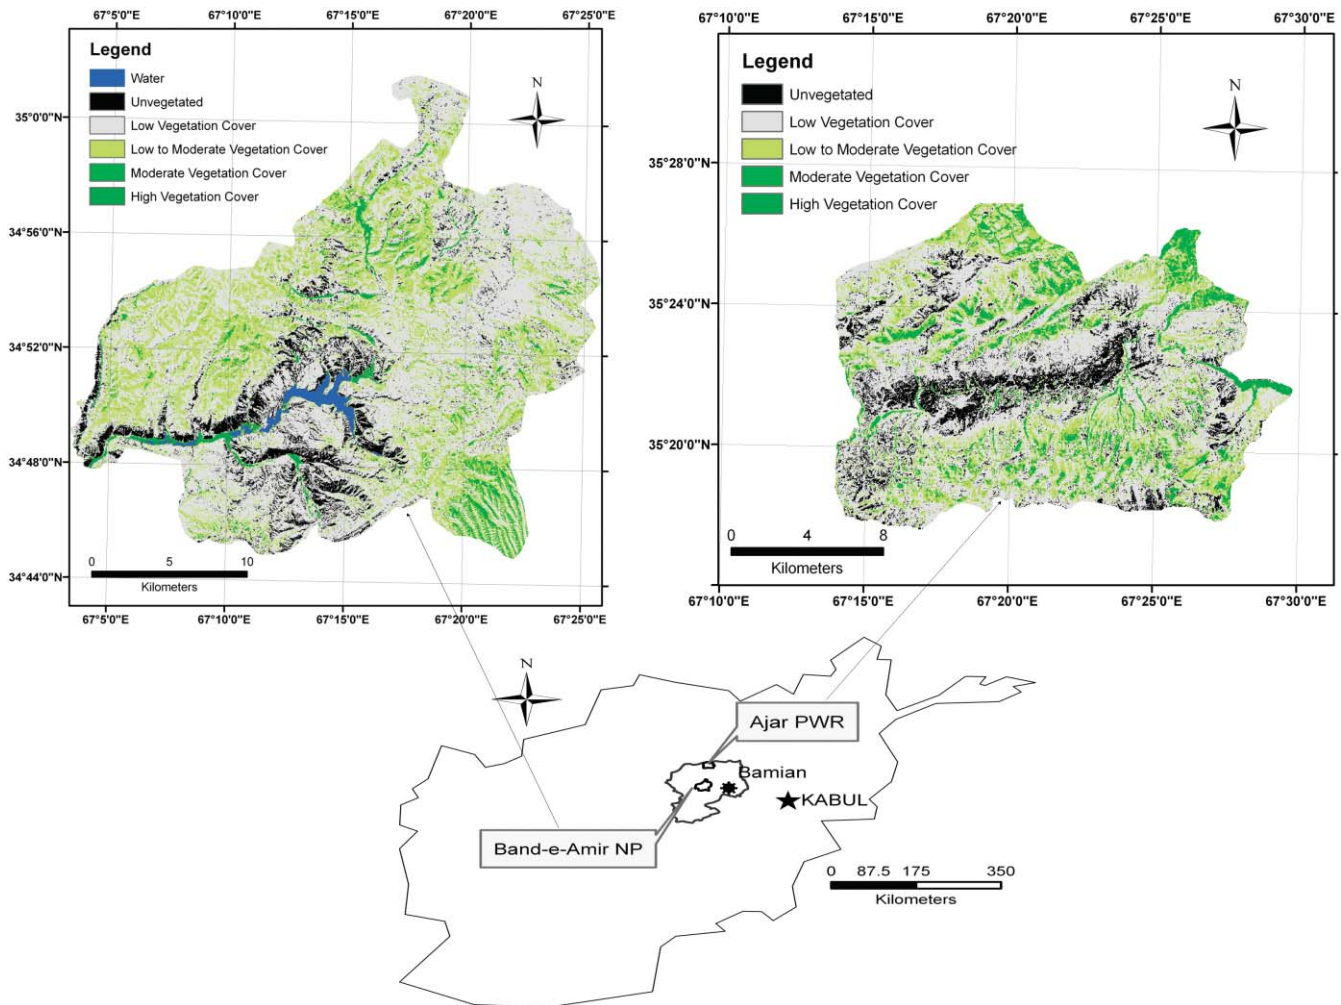 67°5'0"E 67°10'0"E 67°15'0"E 67°20'0"E 67°25'0"E
Legend
Water
Unvegetated
Low Vegetation Cover
Low to Moderate Vegetation Cover
Moderate Vegetation Cover
High Vegetation Cover
N
35°0'0"N
34°56'0"N
34°52'0"N
34°48'0"N
34°44'0"N
0 5 10
Kilometers
67°5'0"E 67°10'0"E 67°15'0"E 67°20'0"E 67°25'0"E
67°10'0"E 67°15'0"E 67°20'0"E 67°25'0"E 67°30'0"E
Legend
Unvegetated
Low Vegetation Cover
Low to Moderate Vegetation Cover
Moderate Vegetation Cover
High Vegetation Cover
N
35°28'0"N
35°24'0"N
35°20'0"N
0 4 8
Kilometers
67°10'0"E 67°15'0"E 67°20'0"E 67°25'0"E 67°30'0"E
N
Ajar PWR
Bamian
KABUL
Band-e-Amir NP
0 87.5 175 350
Kilometers